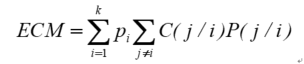 ECM = \sum_{i=1}^{k} p_i \sum_{j \neq i} C(j/i)P(j/i)